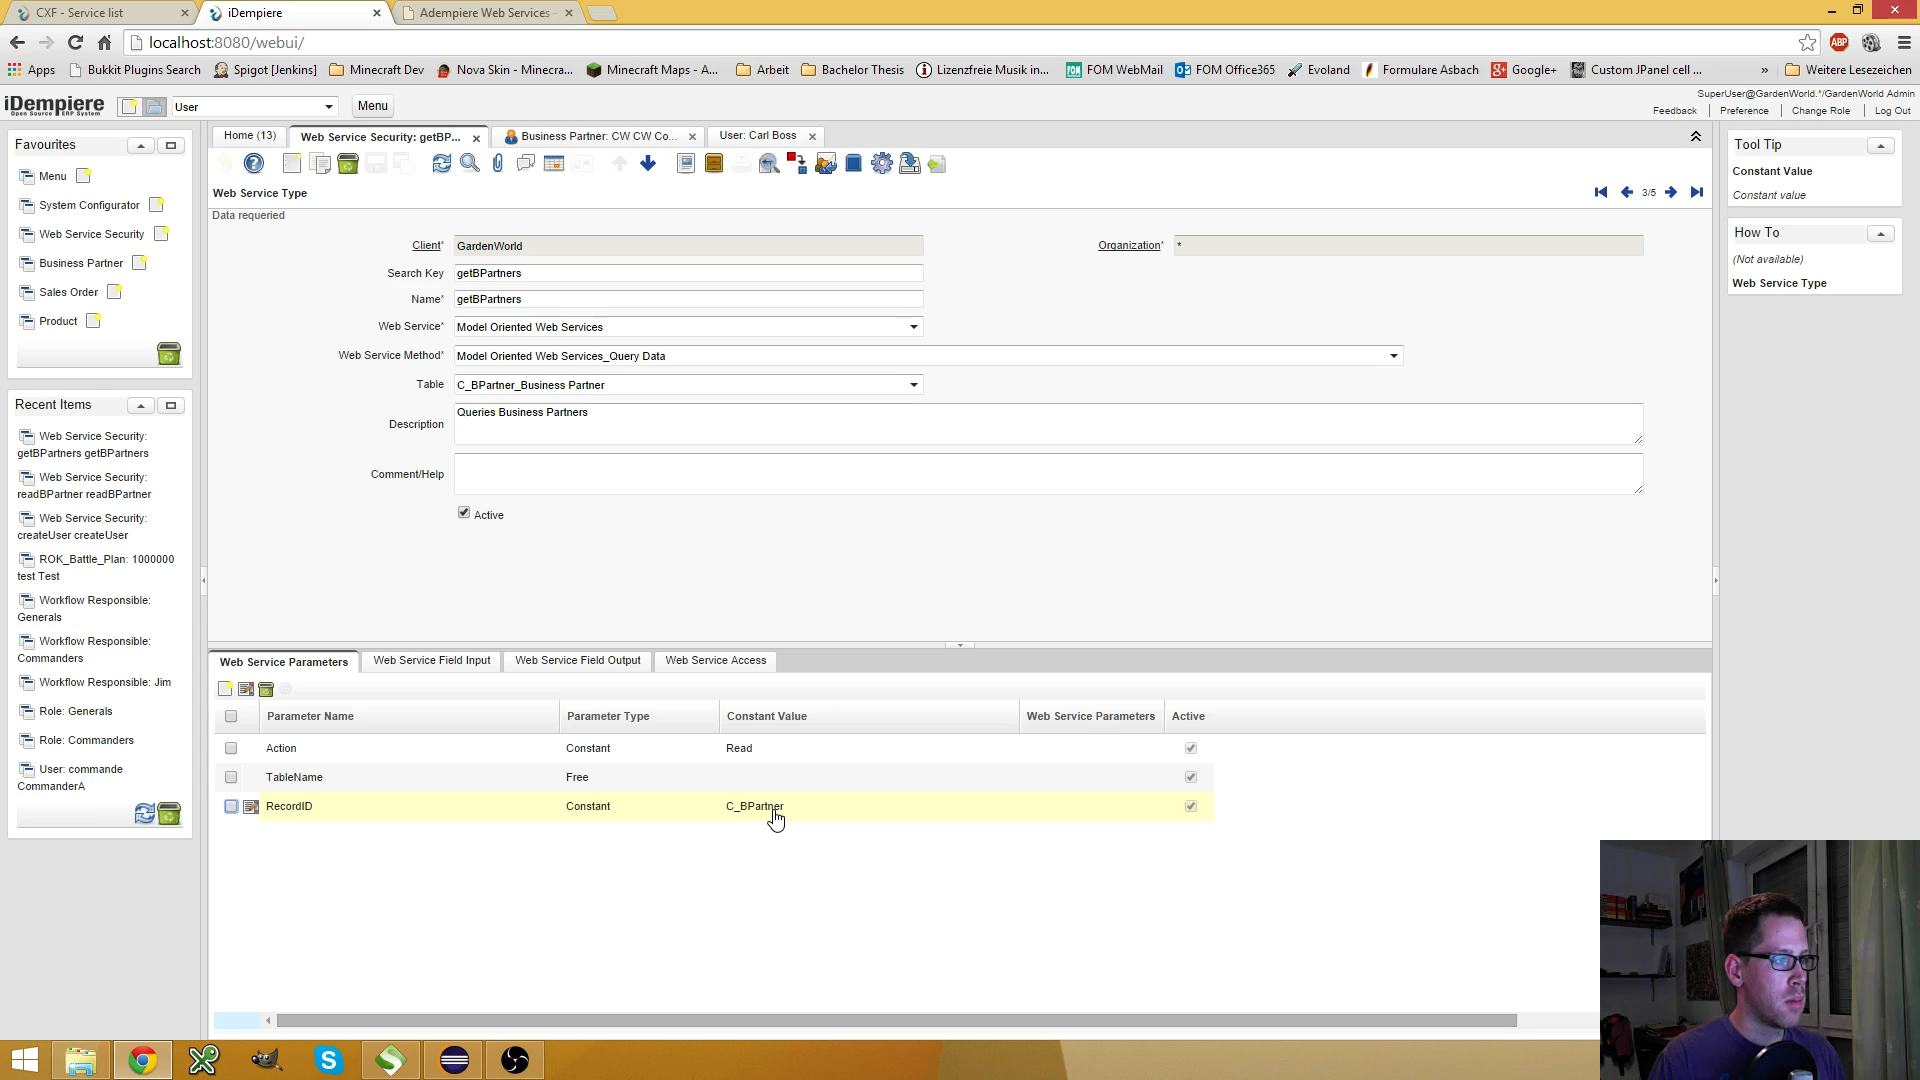 CXF - Service list
iDempiere
Adempiere Web Services -
localhost:8080/webui/
ABP
Apps
Bukkit Plugins Search
Spigot [Jenkins]
Minecraft Dev
Nova Skin - Minecra...
Minecraft Maps - A...
Arbeit
Bachelor Thesis
Lizenzfreie Musik in...
FOM WebMail
FOM Office365
Evoland
Formulare Asbach
Google+
Custom JPanel cell ...
»
Weitere Lesezeichen
iDempiere
Open Source ERP System
User
Menu
SuperUser@GardenWorld.*/GardenWorld Admin
Feedback | Preference | Change Role | Log Out
Favourites
Menu
System Configurator
Web Service Security
Business Partner
Sales Order
Product
Recent Items
Web Service Security:
getBPartners getBPartners
Web Service Security:
readBPartner readBPartner
Web Service Security:
createUser createUser
ROK_Battle_Plan: 1000000
test Test
Workflow Responsible:
Generals
Workflow Responsible:
Commanders
Workflow Responsible: Jim
Role: Generals
Role: Commanders
User: commande
CommanderA
Home (13)
Web Service Security: getBP...
Business Partner: CW CW Co...
User: Carl Boss
Web Service Type
3/5
Data requeried
Client* GardenWorld
Organization* *
Search Key getBPartners
Name* getBPartners
Web Service* Model Oriented Web Services
Web Service Method* Model Oriented Web Services_Query Data
Table C_BPartner_Business Partner
Description Queries Business Partners
Comment/Help
Active
Web Service Parameters
Web Service Field Input
Web Service Field Output
Web Service Access
Parameter Name Parameter Type Constant Value Web Service Parameters Active
Action Constant Read
TableName Free
RecordID Constant C_BPartner
Tool Tip
Constant Value
Constant value
How To
(Not available)
Web Service Type